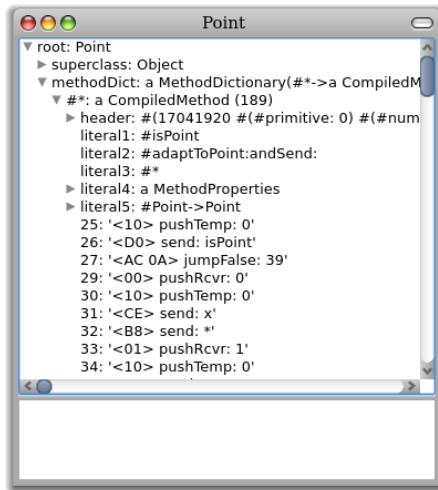 Point
root: Point
superclass: Object
methodDict: a MethodDictionary(#*->a CompiledM
#*: a CompiledMethod (189)
header: #(17041920 #(#primitive: 0) #(#num
literal1: #isPoint
literal2: #adaptToPoint:andSend:
literal3: #*
literal4: a MethodProperties
literal5: #Point->Point
25: '<10> pushTemp: 0'
26: '<D0> send: isPoint'
27: '<AC 0A> jumpFalse: 39'
29: '<00> pushRcvr: 0'
30: '<10> pushTemp: 0'
31: '<CE> send: x'
32: '<B8> send: *'
33: '<01> pushRcvr: 1'
34: '<10> pushTemp: 0'